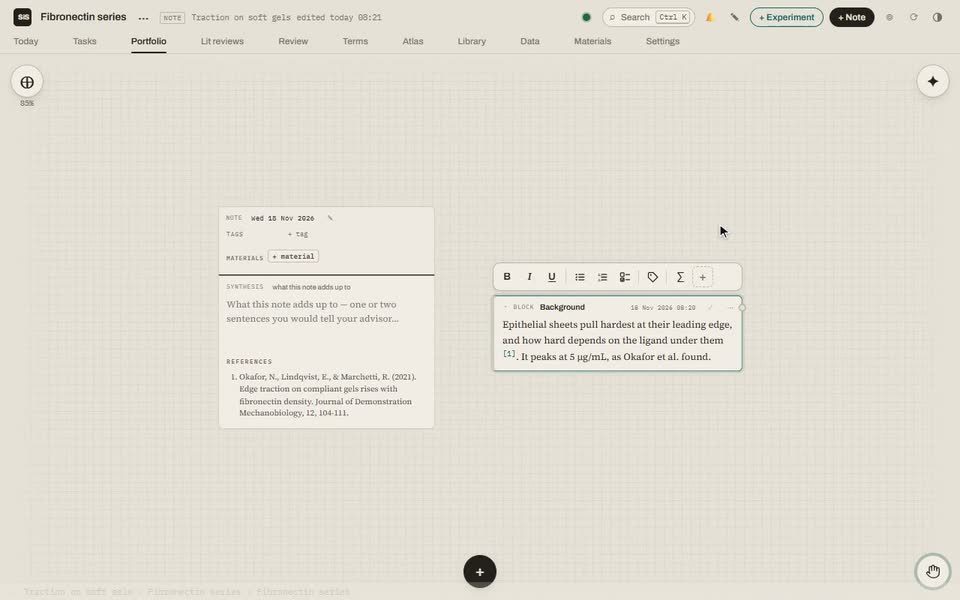 SIS Fibronectin series ... NOTE Traction on soft gels edited today 08:21
Search Ctrl K + Experiment + Note
Today Tasks Portfolio Lit reviews Review Terms Atlas Library Data Materials Settings
85%
NOTE Wed 18 Nov 2026
TAGS + tag
MATERIALS + material
SYNTHESIS what this note adds up to
What this note adds up to — one or two
sentences you would tell your advisor...
REFERENCES
1. Okafor, N., Lindqvist, E., & Marchetti, R. (2021).
Edge traction on compliant gels rises with
fibronectin density. Journal of Demonstration
Mechanobiology, 12, 104-111.
B I U +
BLOCK Background 18 Nov 2026 08:20 ...
Epithelial sheets pull hardest at their leading edge,
and how hard depends on the ligand under them
[1]. It peaks at 5 µg/mL, as Okafor et al. found.
+
Traction on soft gels · Fibronectin series · fibronectin series